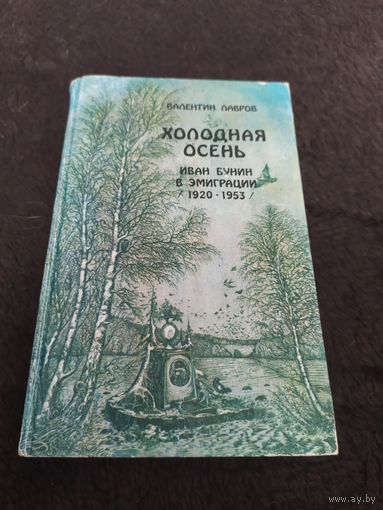 ВАЛЕНТИН ЛАВРОВ
ХОЛОДНАЯ
ОСЕНЬ
ИВАН БУНИН
В ЭМИГРАЦИИ
/ 1920 - 1953 /
www.ay.by